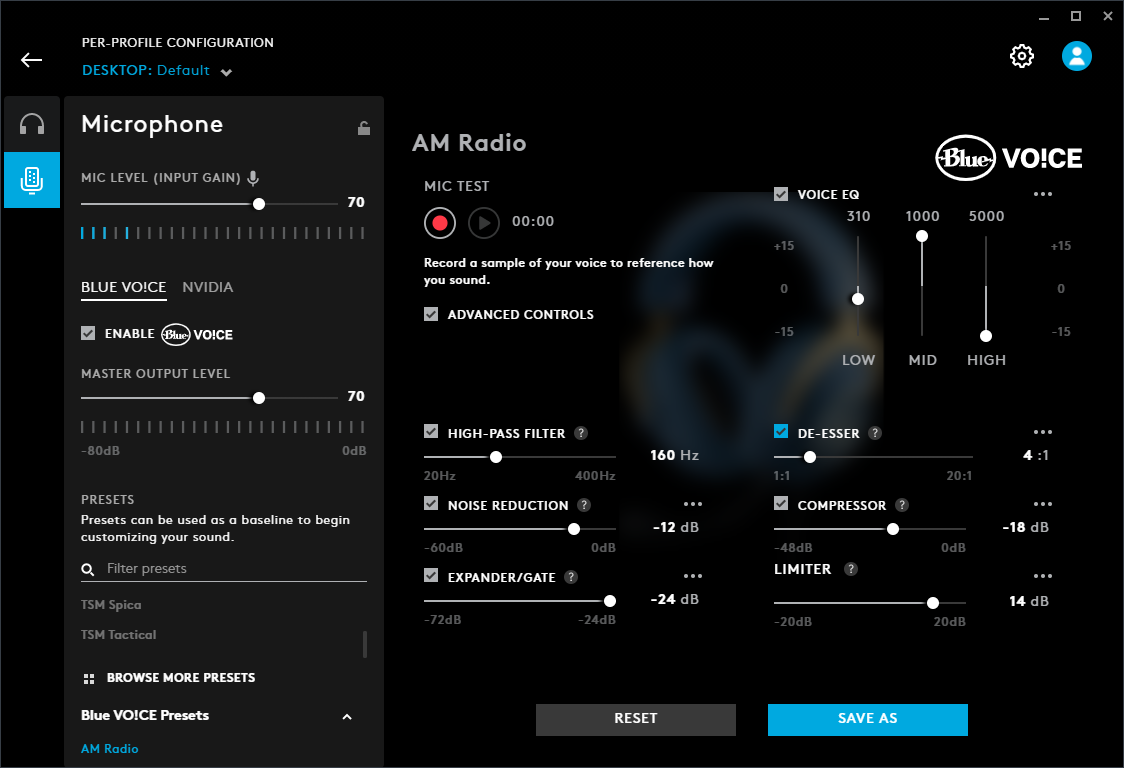 PER-PROFILE CONFIGURATION
DESKTOP: Default
Microphone
MIC LEVEL (INPUT GAIN)
70
BLUE VO!CE NVIDIA
ENABLE Blue VO!CE
MASTER OUTPUT LEVEL
70
-80dB 0dB
PRESETS
Presets can be used as a baseline to begin
customizing your sound.
Filter presets
TSM Spica
TSM Tactical
BROWSE MORE PRESETS
Blue VO!CE Presets
AM Radio
AM Radio
Blue VO!CE
MIC TEST
00:00
Record a sample of your voice to reference how
you sound.
ADVANCED CONTROLS
VOICE EQ
310 1000 5000
+15 +15
0 0
-15 -15
LOW MID HIGH
HIGH-PASS FILTER ?
160 Hz
20Hz 400Hz
NOISE REDUCTION ?
-12 dB
-60dB 0dB
EXPANDER/GATE ?
-24 dB
-72dB -24dB
DE-ESSER ?
4 :1
1:1 20:1
COMPRESSOR ?
-18 dB
-48dB 0dB
LIMITER ?
14 dB
-20dB 20dB
RESET SAVE AS